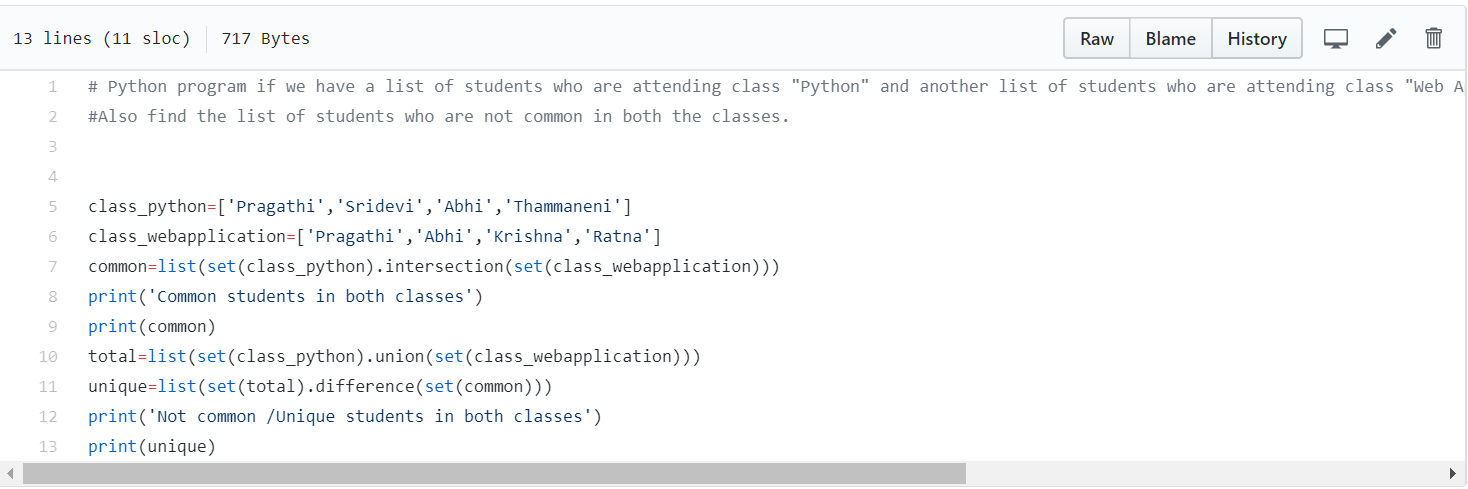 13 lines (11 sloc) 717 Bytes Raw Blame History
1 # Python program if we have a list of students who are attending class "Python" and another list of students who are attending class "Web A
2 #Also find the list of students who are not common in both the classes.
3
4
5 class_python=['Pragathi','Sridevi','Abhi','Thammaneni']
6 class_webapplication=['Pragathi','Abhi','Krishna','Ratna']
7 common=list(set(class_python).intersection(set(class_webapplication)))
8 print('Common students in both classes')
9 print(common)
10 total=list(set(class_python).union(set(class_webapplication)))
11 unique=list(set(total).difference(set(common)))
12 print('Not common /Unique students in both classes')
13 print(unique)